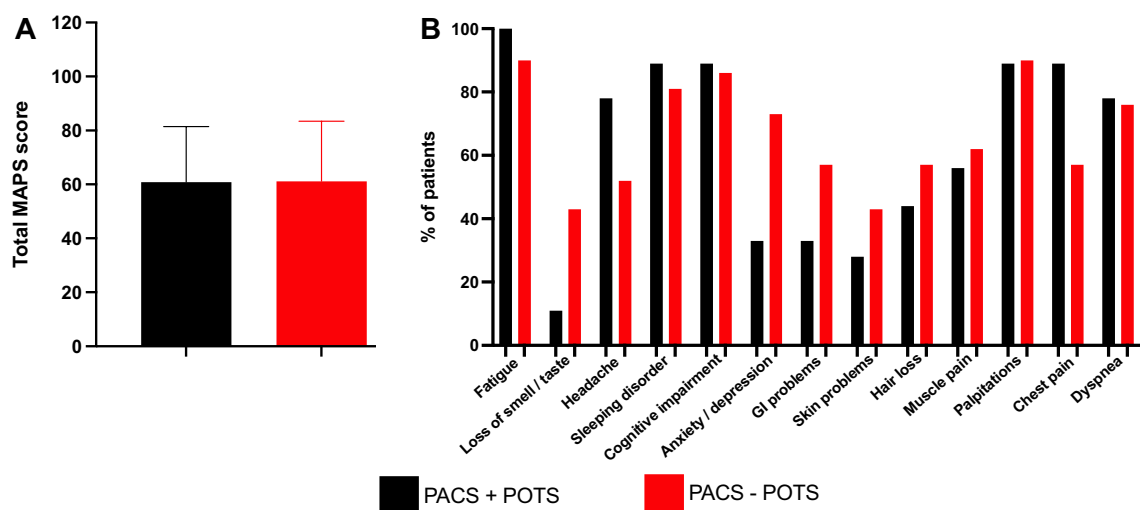 A
Total MAPS score
120
100
80
60
40
20
0
B
% of patients
100
80
60
40
20
0
Fatigue
Loss of smell / taste
Headache
Sleeping disorder
Cognitive impairment
Anxiety / depression
GI problems
Skin problems
Hair loss
Muscle pain
Palpitations
Chest pain
Dyspnea
PACS + POTS
PACS - POTS